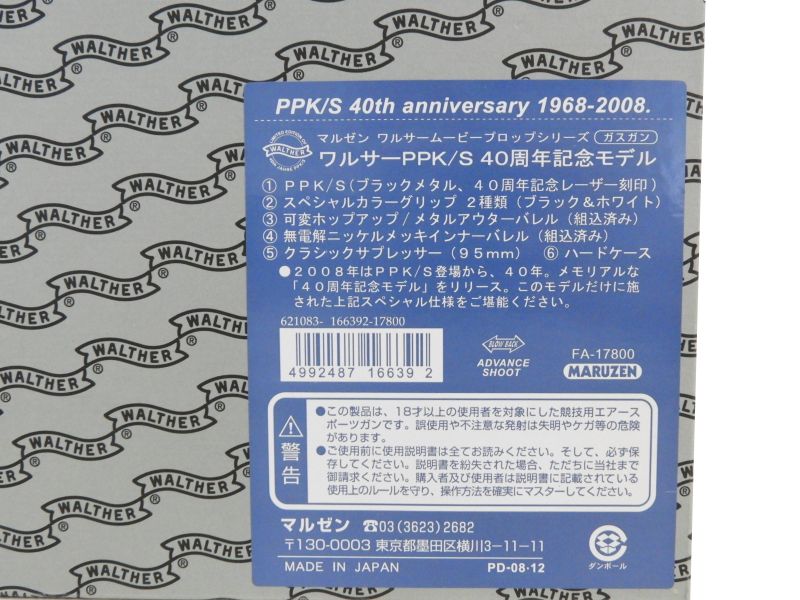 PPK/S 40th anniversary 1968-2008.
マルゼン ワルサームービープロップシリーズ ガスガン
WALTHER
ワルサーPPK/S 40周年記念モデル
① PPK/S(ブラックメタル、40周年記念レーザー刻印)
② スペシャルカラーグリップ 2種類(ブラック&ホワイト)
③ 可変ホップアップ/メタルアウターバレル(組込済み)
④ 無電解ニッケルメッキインナーバレル(組込済み)
⑤ クラシックサプレッサー(95mm) ⑥ ハードケース
●2008年はPPK/S登場から、40年。メモリアルな
「40周年記念モデル」をリリース。このモデルだけに施
された上記スペシャル仕様をご堪能ください。
621083- 166392-17800
4992487 166392
BLOW BACK
ADVANCE
SHOOT
FA-17800
MARUZEN
警告
●この製品は、18才以上の使用者を対象にした競技用エアース
ポーツガンです。誤使用や不注意な発射は失明やケガ等の危険
があります。
●ご使用前に使用説明書は全てお読みください。そして、必ず保
存してください。説明書を紛失された場合、ただちに当社まで
御請求ください。購入者及び使用者は説明書に記載されている
使用上のルールを守り、操作方法を確実にマスターしてください。
マルゼン ☎03(3623)2682
〒130-0003 東京都墨田区横川3-11-11
MADE IN JAPAN PD-08・12
ダンボール
WALTHER®